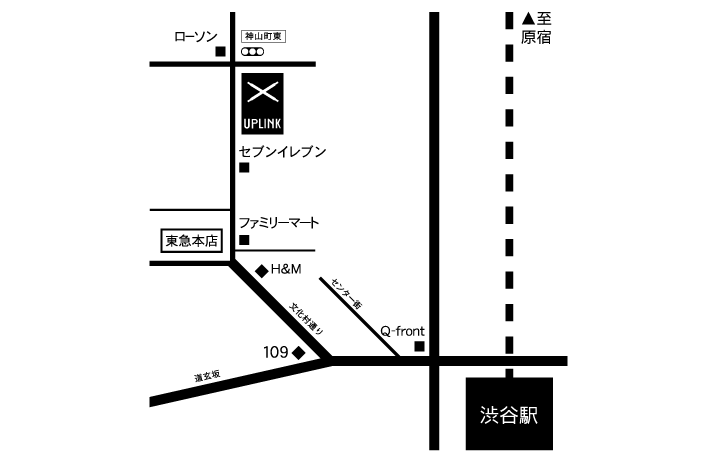 ▲至
原宿
ローソン
神山町東
UPLINK
セブンイレブン
ファミリーマート
東急本店
H&M
センター街
文化村通り
Q-front
109
道玄坂
渋谷駅